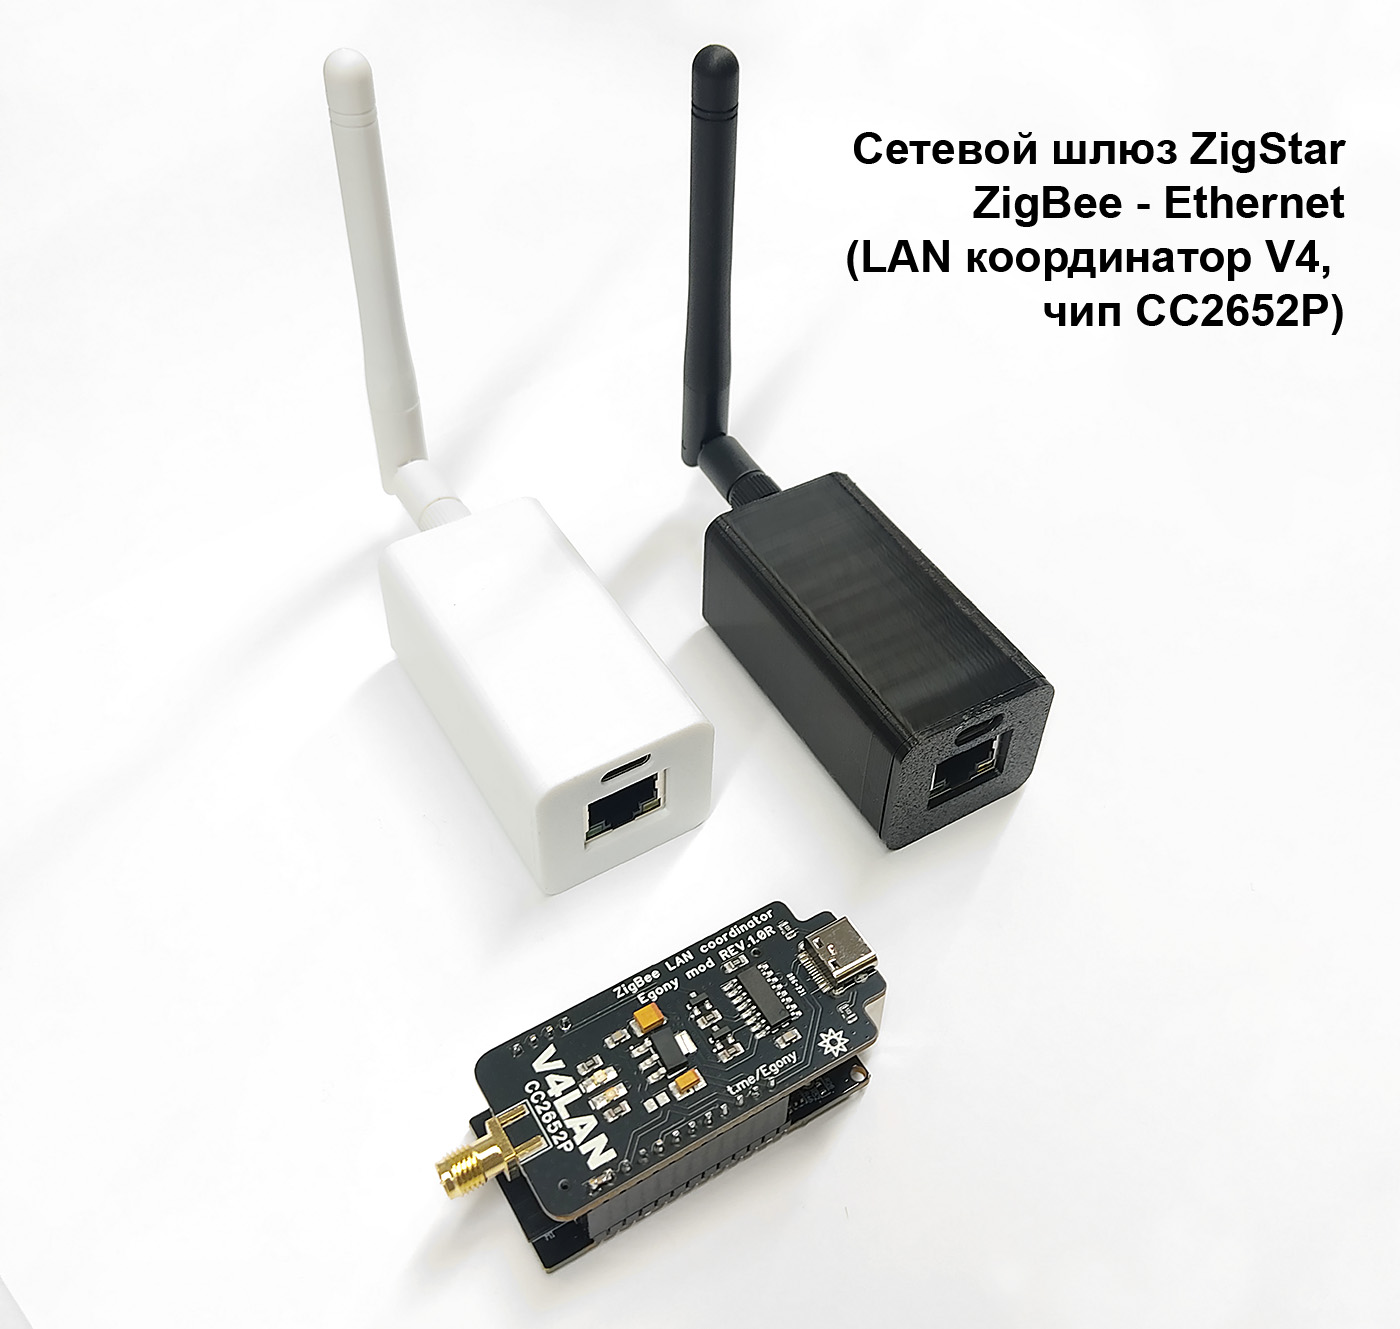 Сетевой шлюз ZigStar
ZigBee - Ethernet
(LAN координатор V4,
чип CC2652P)
ZigBee LAN coordinator
Egony mod REV.1.0R
V4LAN
CC2652P
t.me/Egony